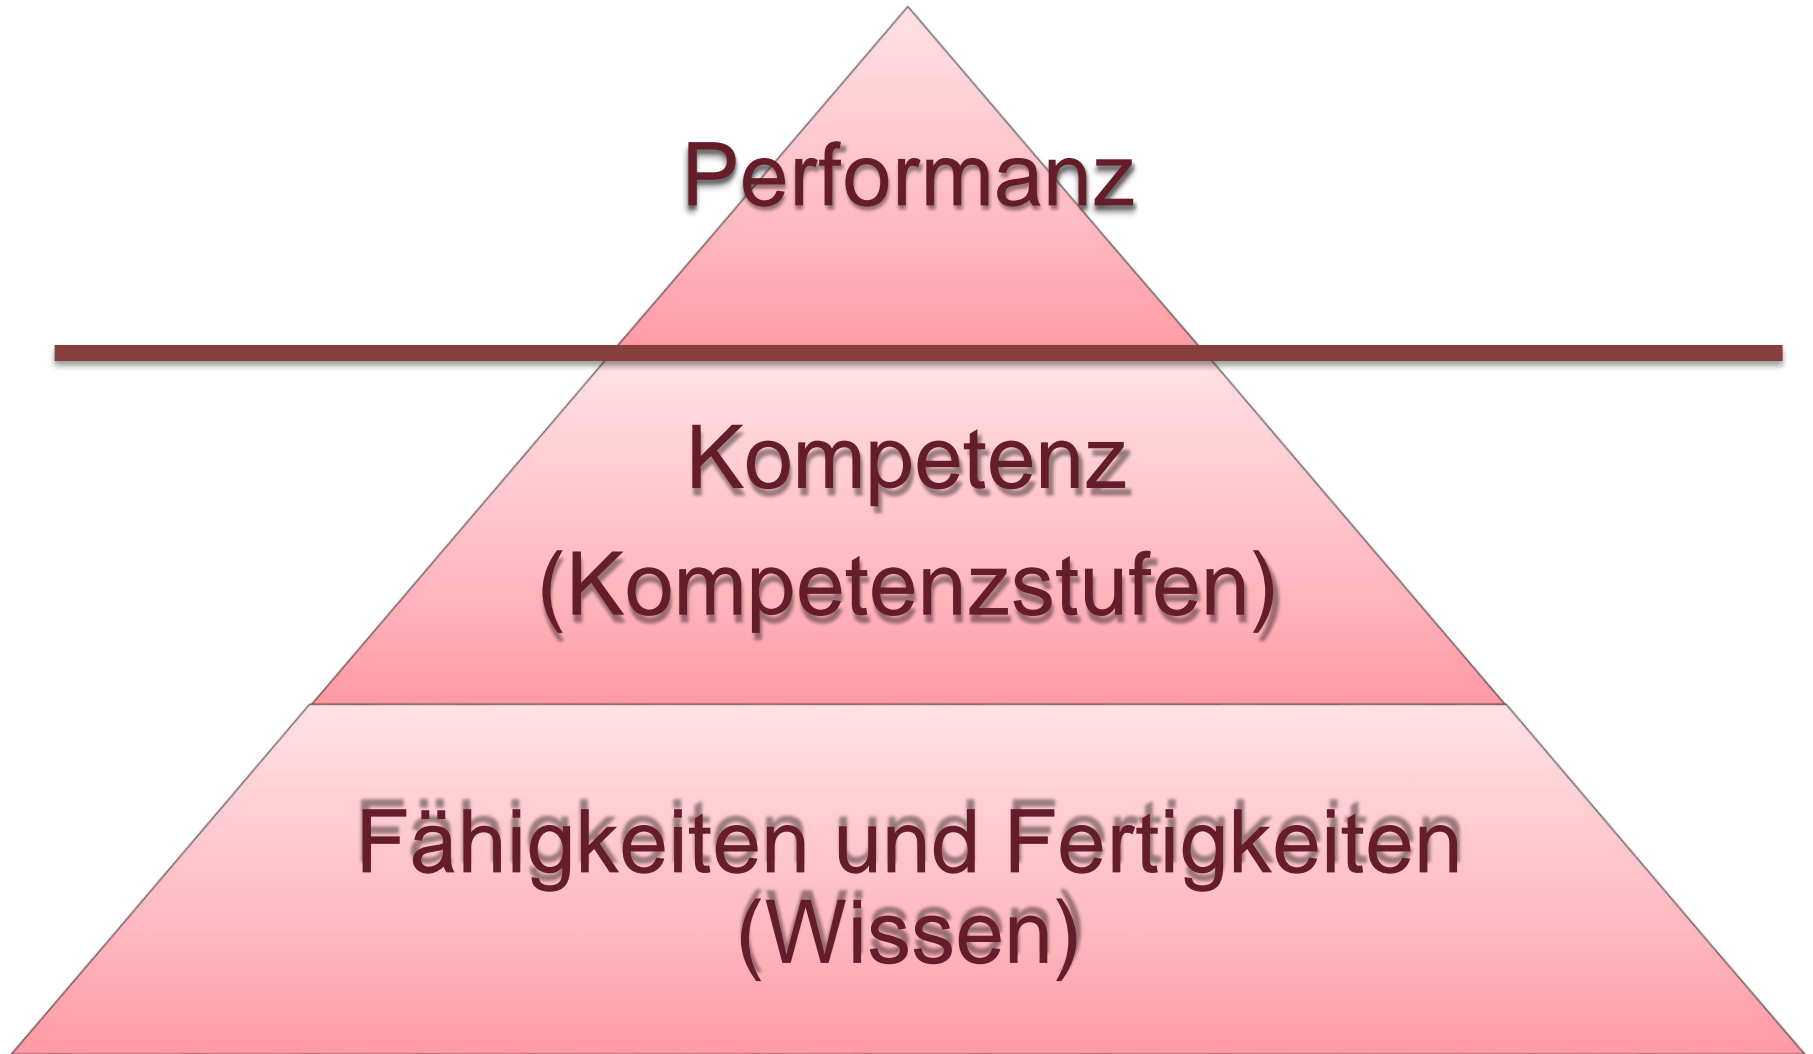 Performanz
Kompetenz
(Kompetenzstufen)
Fähigkeiten und Fertigkeiten
(Wissen)